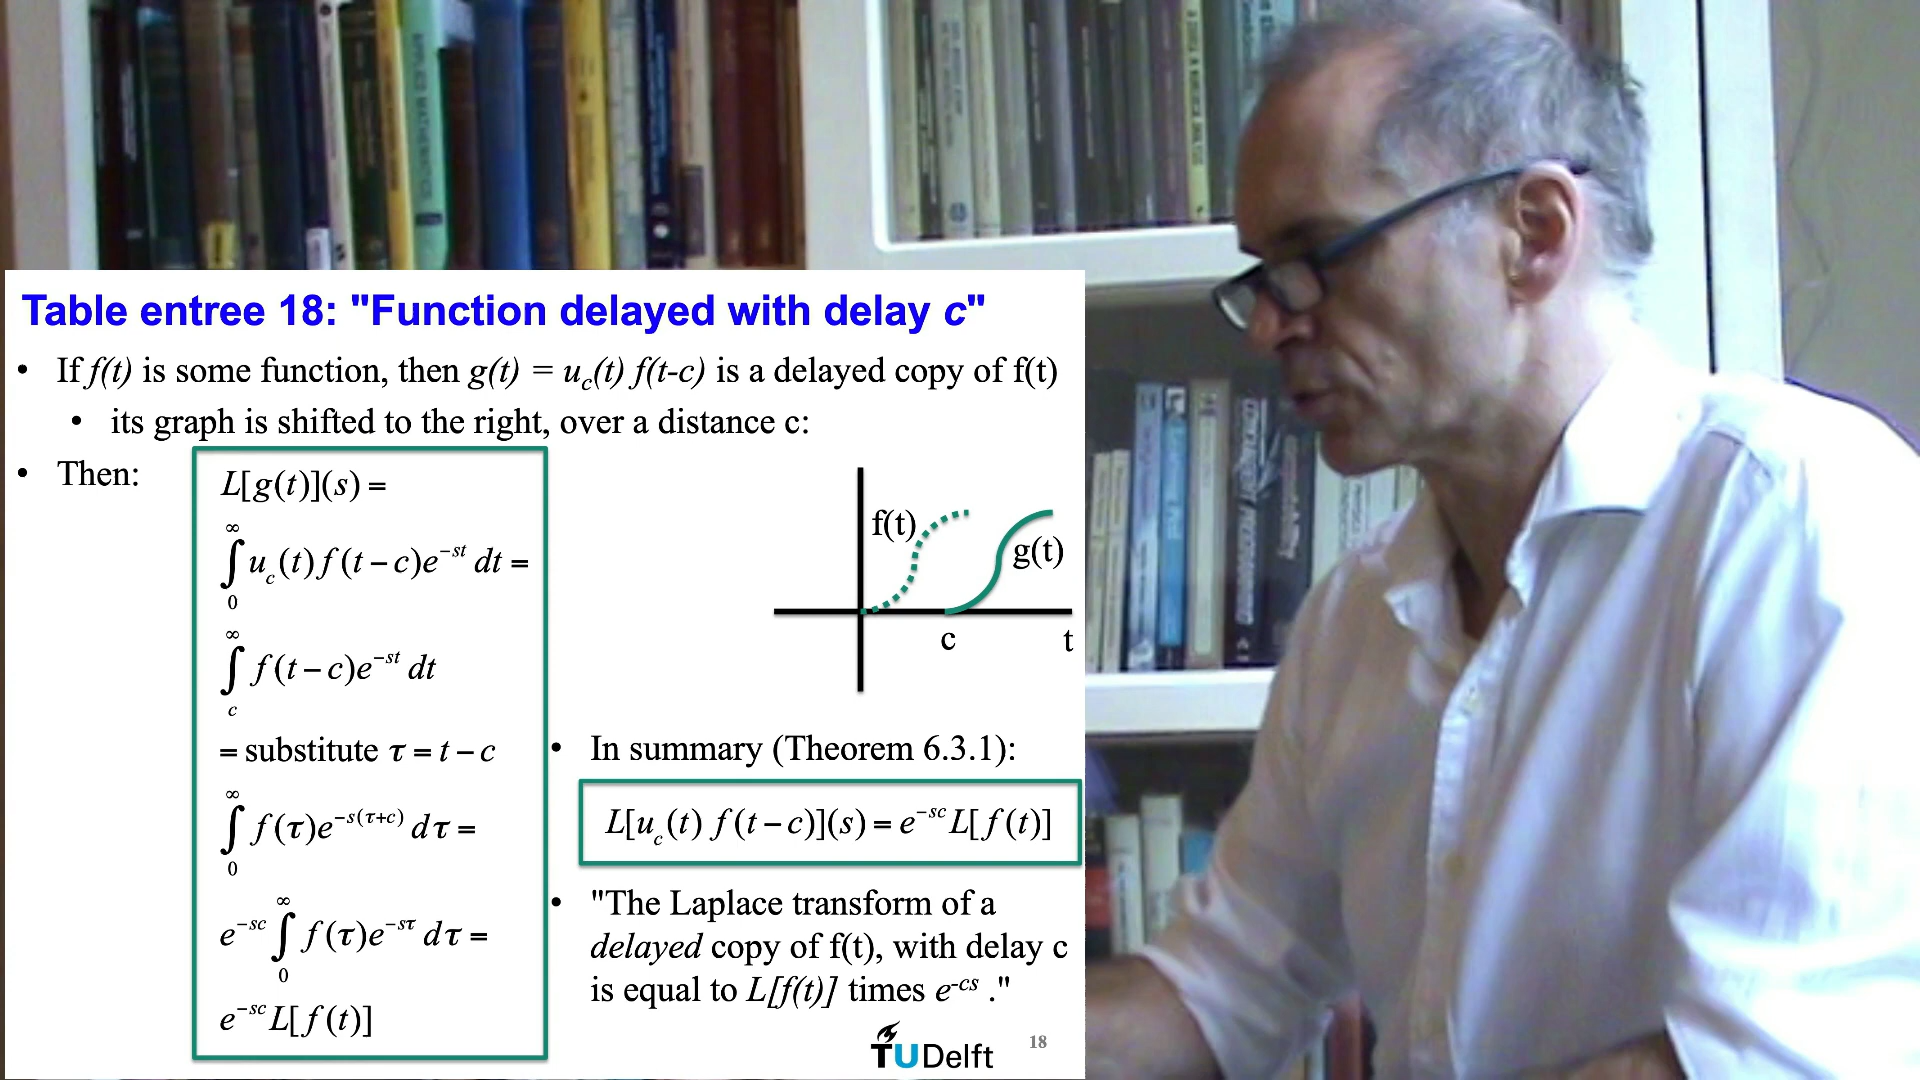 APPLIED MATHEMATICS
Table entree 18: "Function delayed with delay c"
• If f(t) is some function, then g(t) = u_c(t) f(t-c) is a delayed copy of f(t)
• its graph is shifted to the right, over a distance c:
• Then:
L[g(t)](s) =
∫_0^∞ u_c(t) f(t−c)e^{−st} dt =
∫_c^∞ f(t−c)e^{−st} dt
= substitute τ = t − c
∫_0^∞ f(τ)e^{−s(τ+c)} dτ =
e^{−sc} ∫_0^∞ f(τ)e^{−sτ} dτ =
e^{−sc} L[f(t)]
f(t)
g(t)
c
t
• In summary (Theorem 6.3.1):
L[u_c(t) f(t−c)](s) = e^{−sc} L[f(t)]
• "The Laplace transform of a
delayed copy of f(t), with delay c
is equal to L[f(t)] times e^{-cs} ."
TUDelft
18